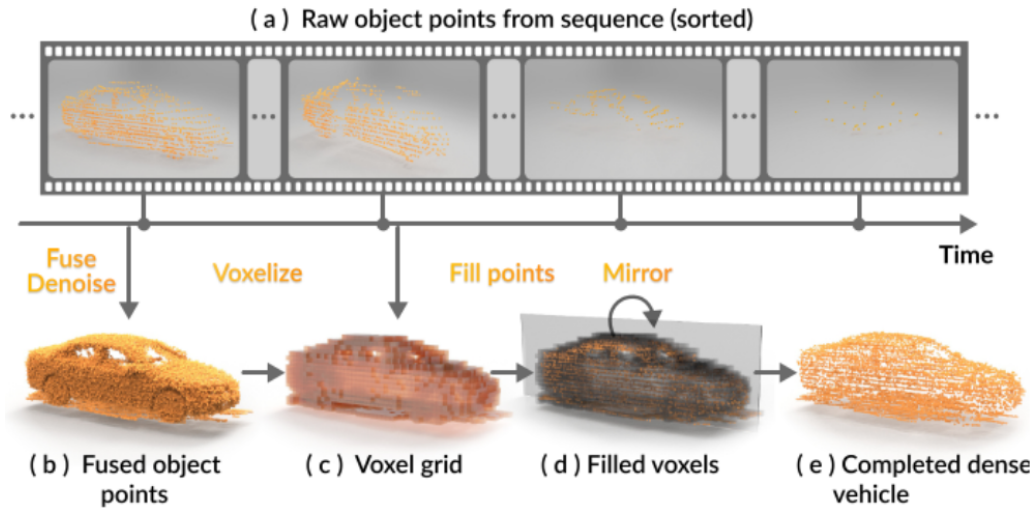 ( a ) Raw object points from sequence (sorted)
... ... ... ... ...
Time
Fuse
Denoise
Voxelize
Fill points
Mirror
( b ) Fused object
points
( c ) Voxel grid
( d ) Filled voxels
( e ) Completed dense
vehicle